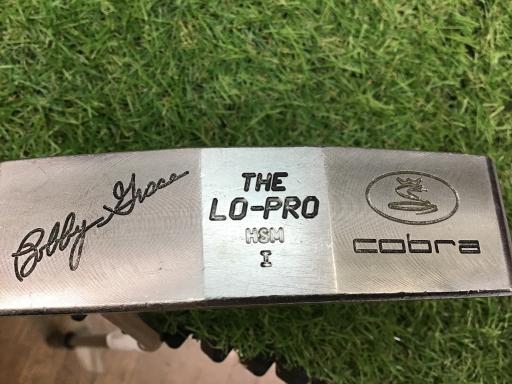 Bobby Grace
THE
LO-PRO
HSM
I
cobra